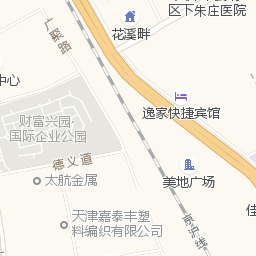 区下朱庄医院
花溪畔
广聚路
中心
逸家快捷宾馆
财富兴园·
国际企业公园
德义道
太航金属
美地广场
天津嘉泰丰塑
料编织有限公司
京沪线
佳